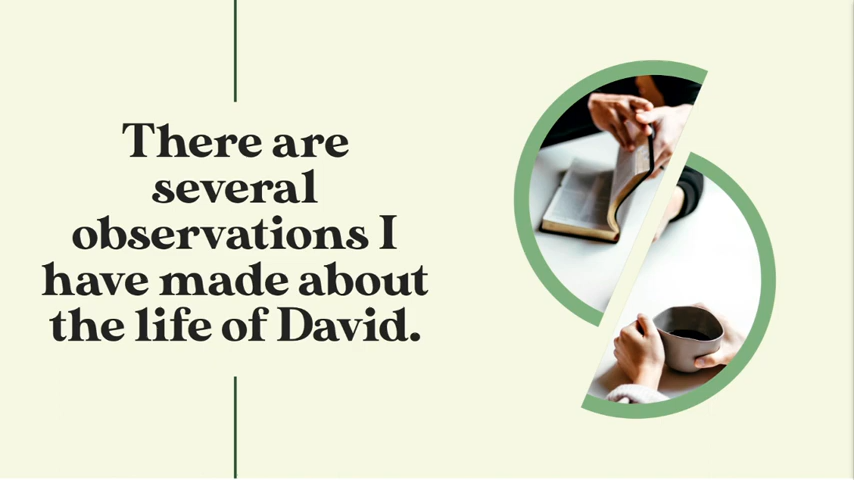 There are
several
observations I
have made about
the life of David.